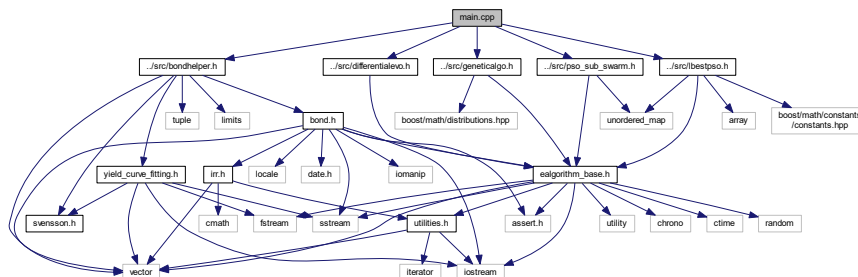 main.cpp
../src/bondhelper.h
../src/differentialevo.h
../src/geneticalgo.h
../src/pso_sub_swarm.h
../src/lbestpso.h
tuple
limits
bond.h
boost/math/distributions.hpp
unordered_map
array
boost/math/constants
/constants.hpp
yield_curve_fitting.h
irr.h
locale
date.h
iomanip
ealgorithm_base.h
svensson.h
cmath
fstream
sstream
utilities.h
assert.h
utility
chrono
ctime
random
vector
iterator
iostream